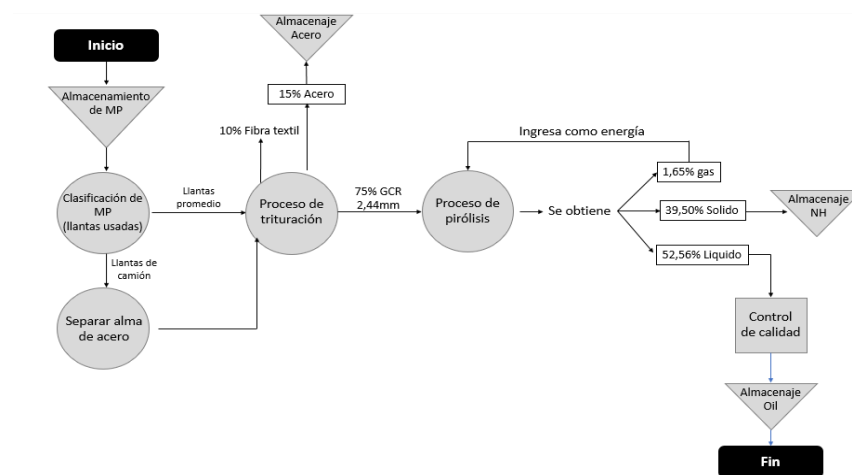 Inicio
Almacenamiento
de MP
Clasificación de
MP
(llantas usadas)
Llantas
promedio
Llantas de
camión
Separar alma
de acero
Almacenaje
Acero
15% Acero
10% Fibra textil
Proceso de
trituración
75% GCR
2,44mm
Ingresa como energía
Proceso de
pirólisis
Se obtiene
1,65% gas
39,50% Solido
52,56% Liquido
Almacenaje
NH
Control
de calidad
Almacenaje
Oil
Fin